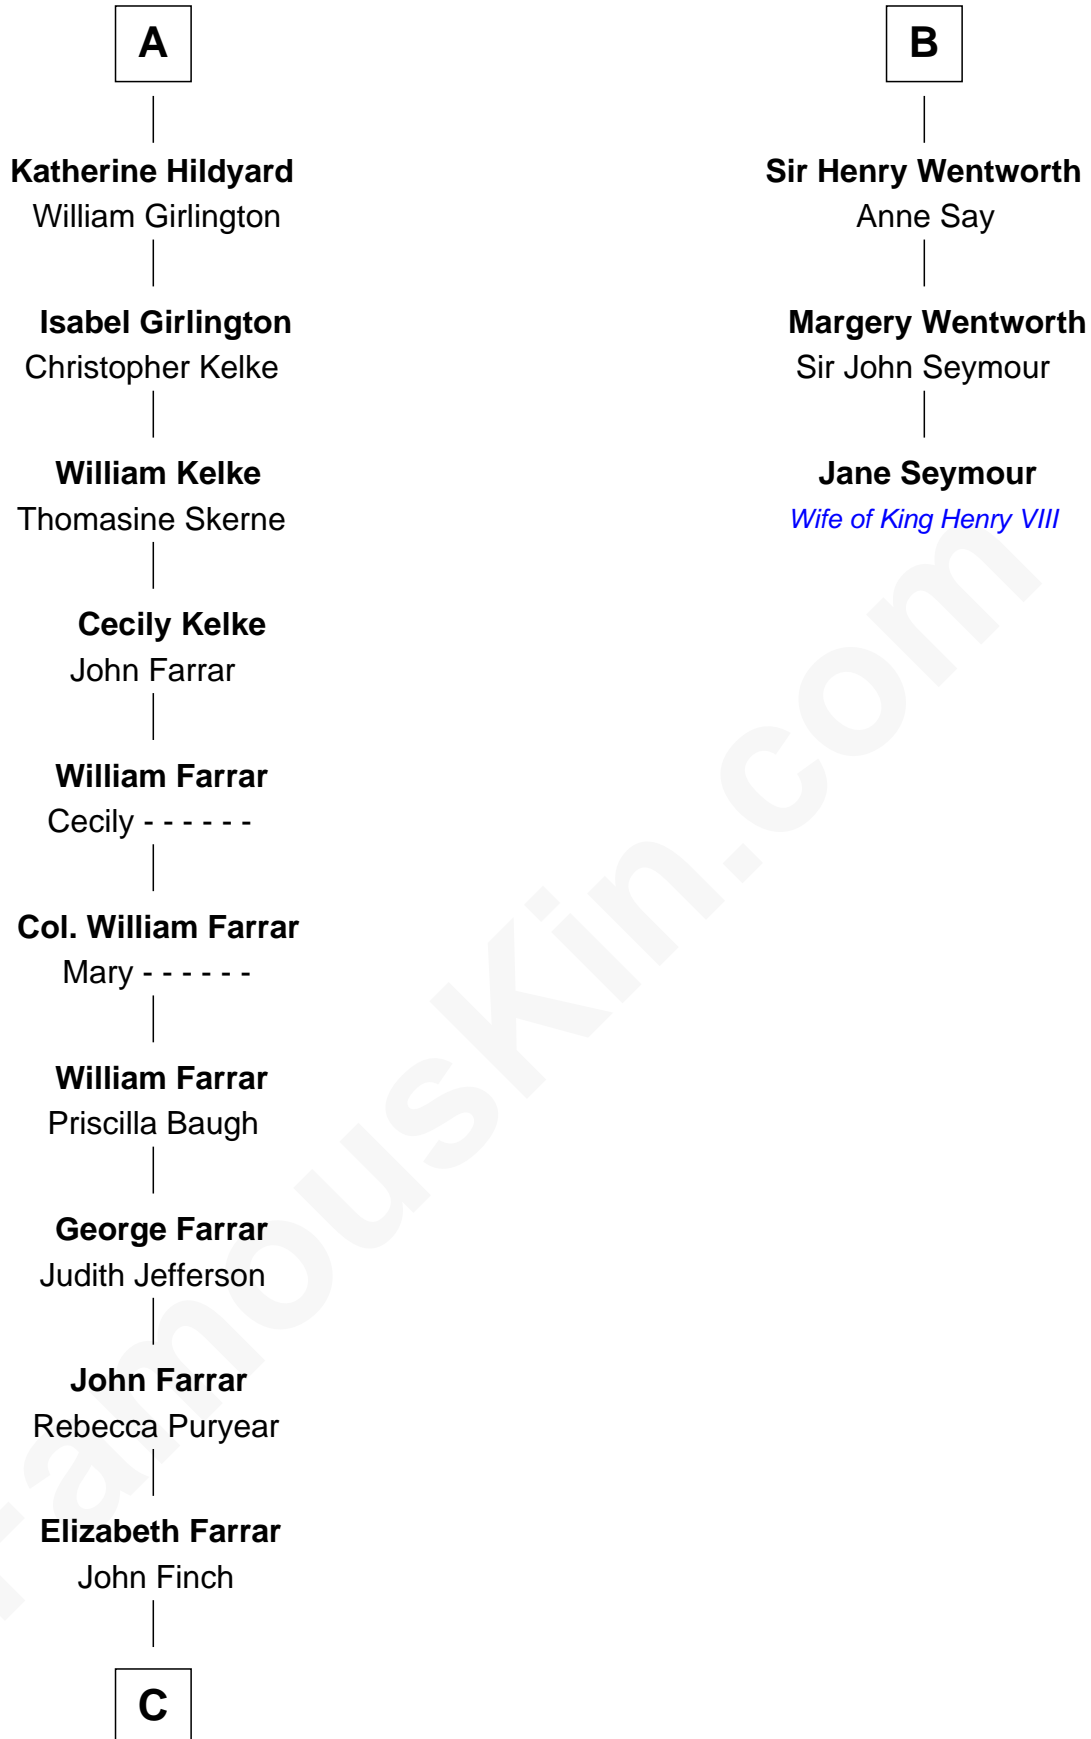 A
Katherine Hildyard
William Girlington
Isabel Girlington
Christopher Kelke
William Kelke
Thomasine Skerne
Cecily Kelke
John Farrar
William Farrar
Cecily - - - - - -
Col. William Farrar
Mary - - - - - -
William Farrar
Priscilla Baugh
George Farrar
Judith Jefferson
John Farrar
Rebecca Puryear
Elizabeth Farrar
John Finch
C
B
Sir Henry Wentworth
Anne Say
Margery Wentworth
Sir John Seymour
Jane Seymour
Wife of King Henry VIII
FamousKin.com